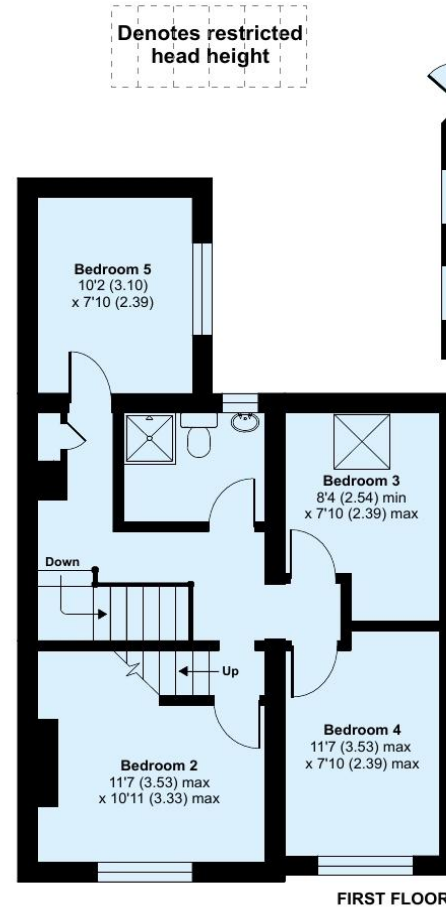 Denotes restricted
head height
Bedroom 5
10'2 (3.10)
x 7'10 (2.39)
Bedroom 3
8'4 (2.54) min
x 7'10 (2.39) max
Down
Up
Bedroom 4
11'7 (3.53) max
x 7'10 (2.39) max
Bedroom 2
11'7 (3.53) max
x 10'11 (3.33) max
FIRST FLOOR